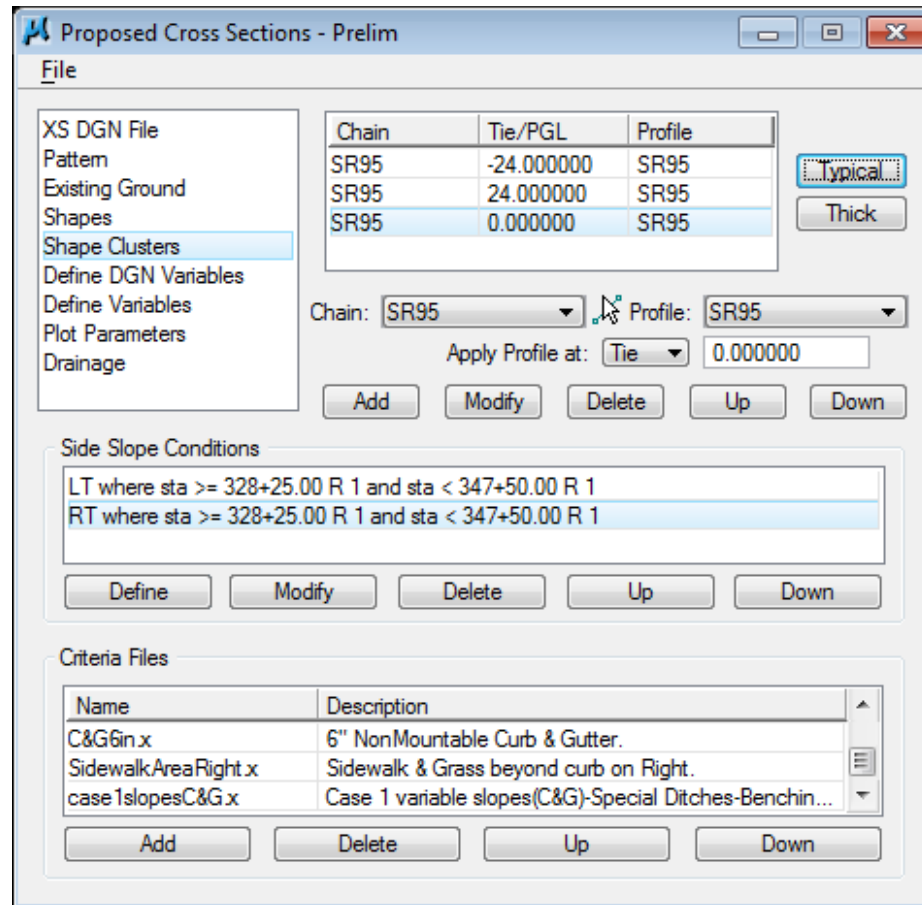 Proposed Cross Sections - Prelim
File
XS DGN File
Pattern
Existing Ground
Shapes
Shape Clusters
Define DGN Variables
Define Variables
Plot Parameters
Drainage
Chain Tie/PGL Profile
SR95 -24.000000 SR95
SR95 24.000000 SR95
SR95 0.000000 SR95
Typical
Thick
Chain: SR95 Profile: SR95
Apply Profile at: Tie 0.000000
Add Modify Delete Up Down
Side Slope Conditions
LT where sta >= 328+25.00 R 1 and sta < 347+50.00 R 1
RT where sta >= 328+25.00 R 1 and sta < 347+50.00 R 1
Define Modify Delete Up Down
Criteria Files
Name Description
C&G6in.x 6" NonMountable Curb & Gutter.
SidewalkAreaRight.x Sidewalk & Grass beyond curb on Right.
case1slopesC&G.x Case 1 variable slopes(C&G)-Special Ditches-Benchin...
Add Delete Up Down